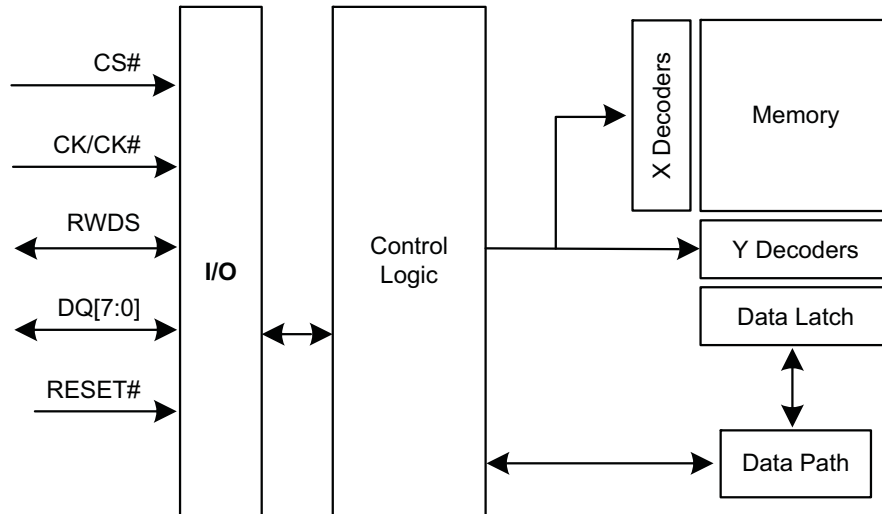 CS#
CK/CK#
RWDS
DQ[7:0]
RESET#
I/O
Control
Logic
X Decoders
Memory
Y Decoders
Data Latch
Data Path